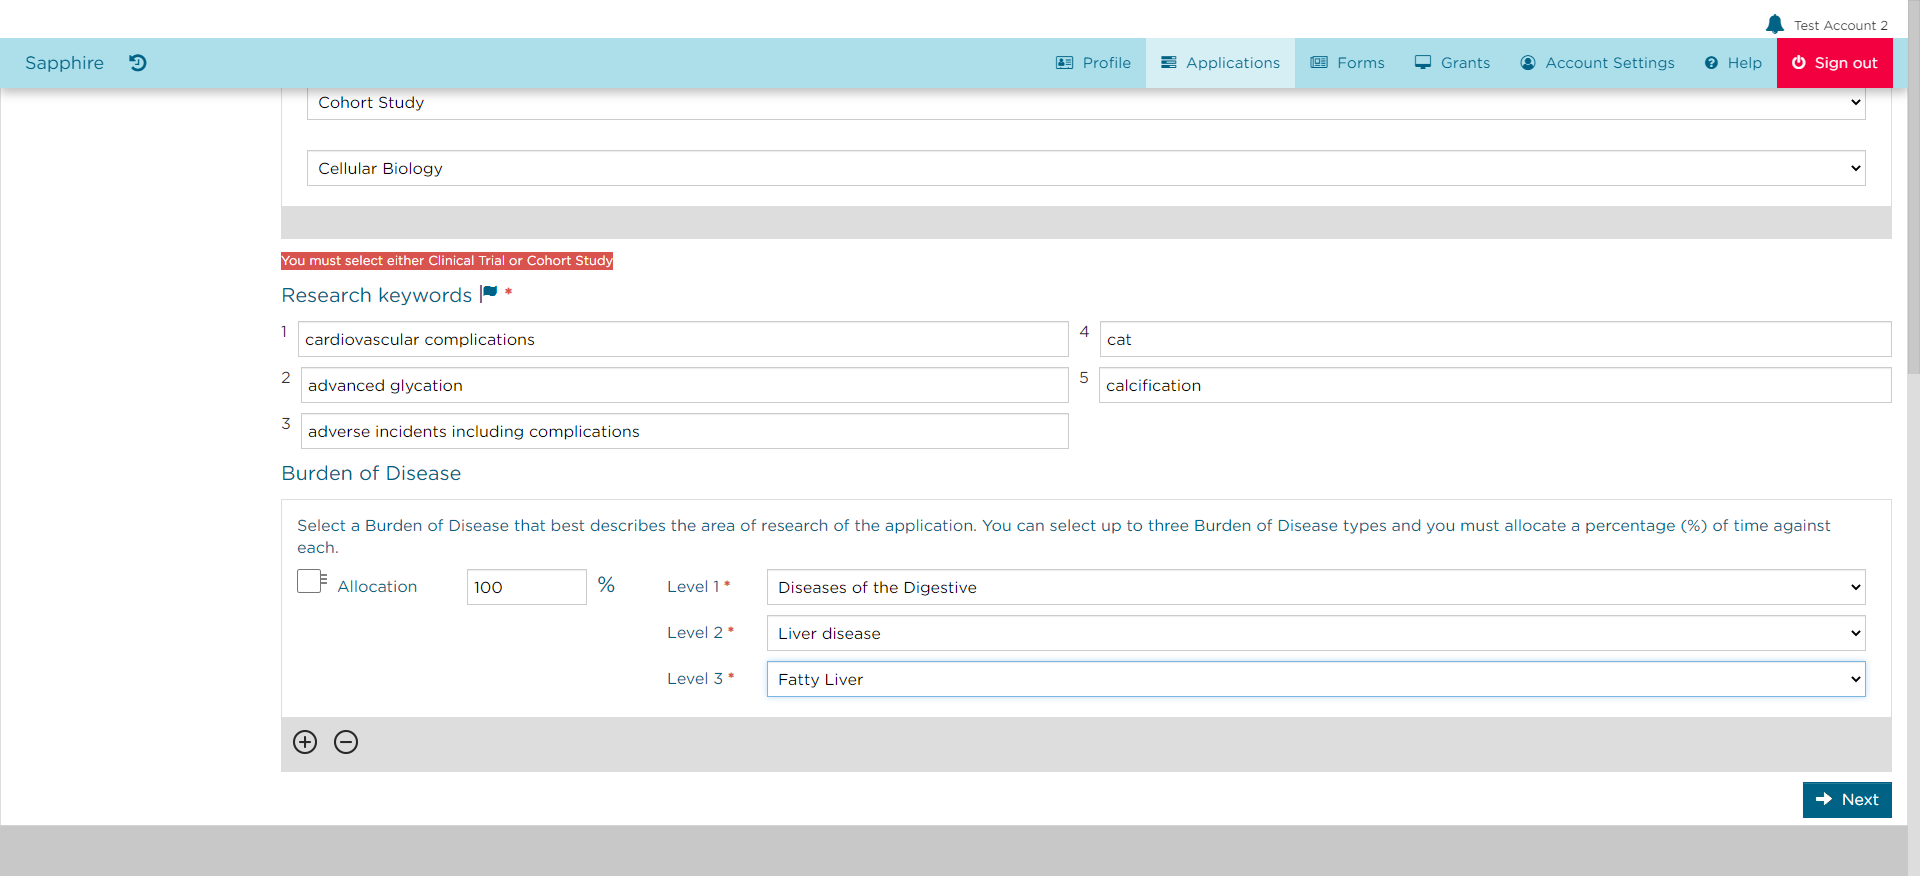 Test Account 2
Sapphire
Profile
Applications
Forms
Grants
Account Settings
Help
Sign out
Cohort Study
Cellular Biology
You must select either Clinical Trial or Cohort Study
Research keywords *
1 cardiovascular complications
4 cat
2 advanced glycation
5 calcification
3 adverse incidents including complications
Burden of Disease
Select a Burden of Disease that best describes the area of research of the application. You can select up to three Burden of Disease types and you must allocate a percentage (%) of time against
each.
Allocation 100 % Level 1 * Diseases of the Digestive
Level 2 * Liver disease
Level 3 * Fatty Liver
Next